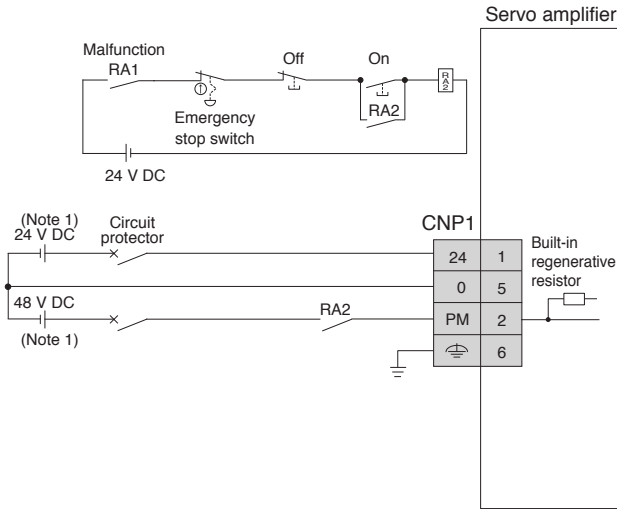 Servo amplifier
Malfunction
RA1
Off
On
RA2
RA2
Emergency
stop switch
24 V DC
(Note 1)
24 V DC
Circuit
protector
CNP1
24 1
0 5
PM 2
6
Built-in
regenerative
resistor
48 V DC
(Note 1)
RA2